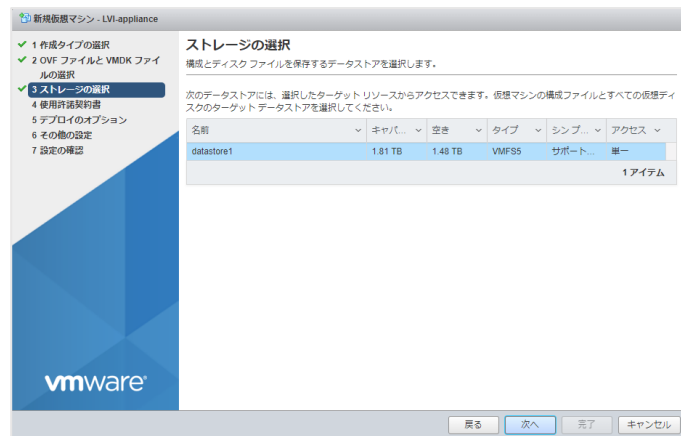 新規仮想マシン - LVI-appliance
1 作成タイプの選択
2 OVF ファイルと VMDK ファイ
ルの選択
3 ストレージの選択
4 使用許諾契約書
5 デプロイのオプション
6 その他の設定
7 設定の確認
vmware
ストレージの選択
構成とディスク ファイルを保存するデータストアを選択します。
次のデータストアには、選択したターゲット リソースからアクセスできます。仮想マシンの構成ファイルとすべての仮想ディ
スクのターゲット データストアを選択してください。
名前 キャパ... 空き タイプ シンプ... アクセス
datastore1 1.81 TB 1.48 TB VMFS5 サポート... 単一
1 アイテム
戻る 次へ 完了 キャンセル